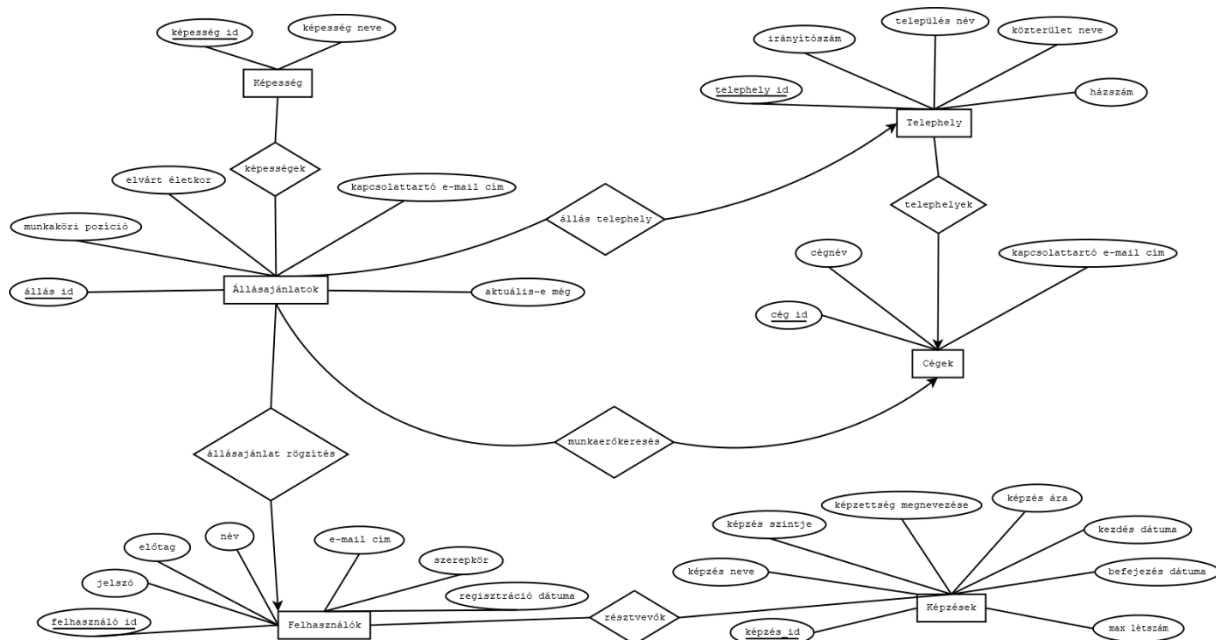 képesség id
képesség neve
Képesség
képességek
elvárt életkor
kapcsolattartó e-mail cím
munkaköri pozíció
állás id
Állásajánlatok
aktuális-e még
állás telephely
település név
irányítószám
közterület neve
telephely id
házszám
Telephely
telephelyek
cégnév
kapcsolattartó e-mail cím
cég id
Cégek
munkaerőkeresés
állásajánlat rögzítés
név
e-mail cím
előtag
szerepkör
jelszó
regisztráció dátuma
felhasználó id
Felhasználók
résztvevők
képzés ára
képzettség megnevezése
képzés szintje
kezdés dátuma
képzés neve
befejezés dátuma
Képzések
képzés_id
max létszám